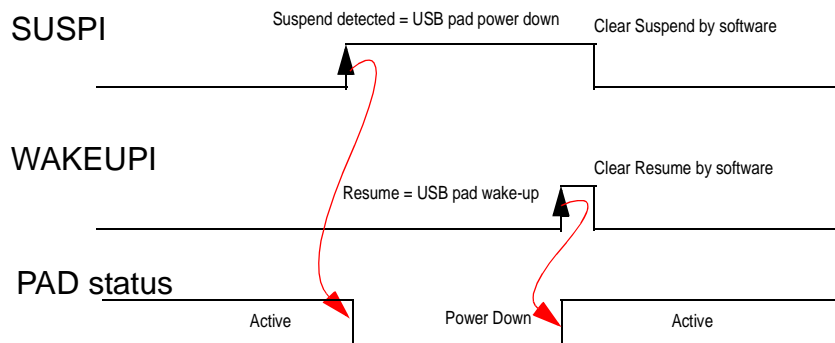 SUSPI
Suspend detected = USB pad power down
Clear Suspend by software
WAKEUPI
Resume = USB pad wake-up
Clear Resume by software
PAD status
Active
Power Down
Active